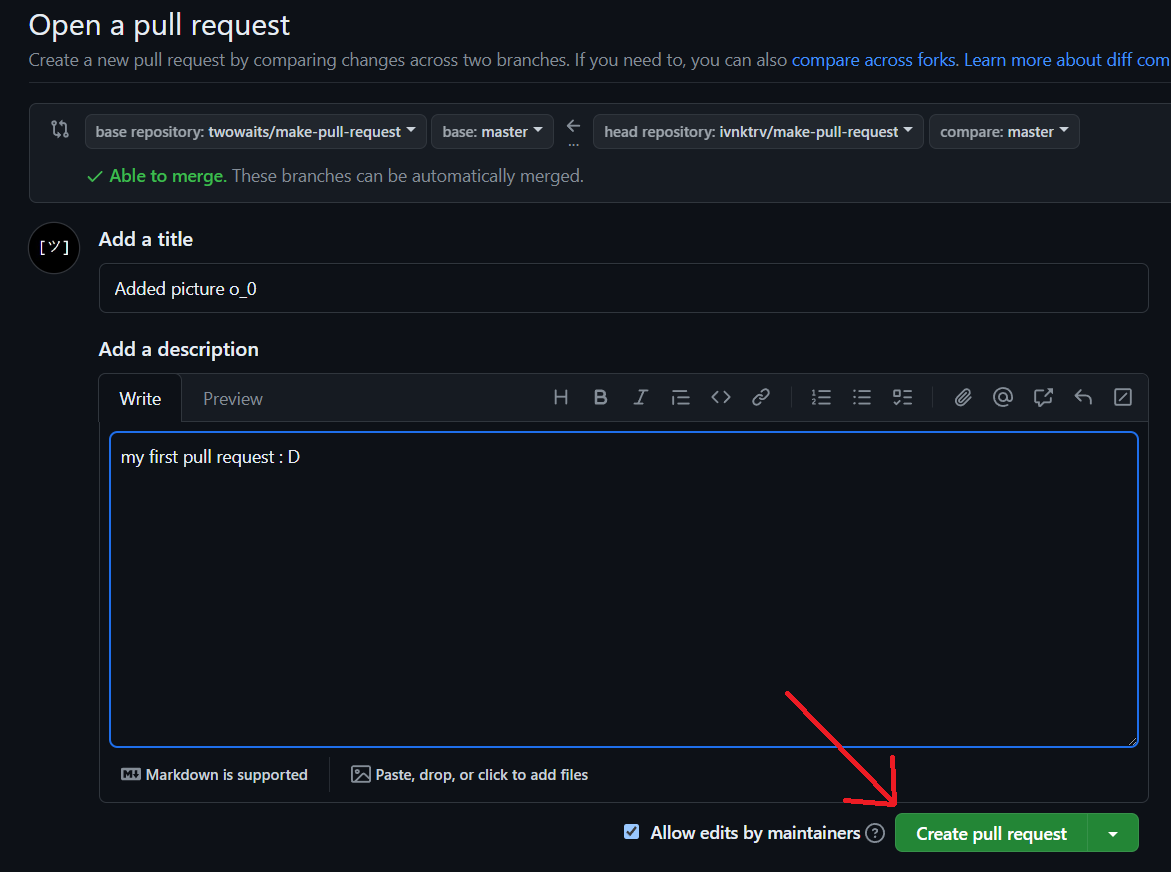 Open a pull request
Create a new pull request by comparing changes across two branches. If you need to, you can also compare across forks. Learn more about diff com
base repository: twowaits/make-pull-request base: master ... head repository: ivnktrv/make-pull-request compare: master
Able to merge. These branches can be automatically merged.
[ツ]
Add a title
Added picture o_0
Add a description
Write Preview
my first pull request : D
Markdown is supported Paste, drop, or click to add files
Allow edits by maintainers Create pull request